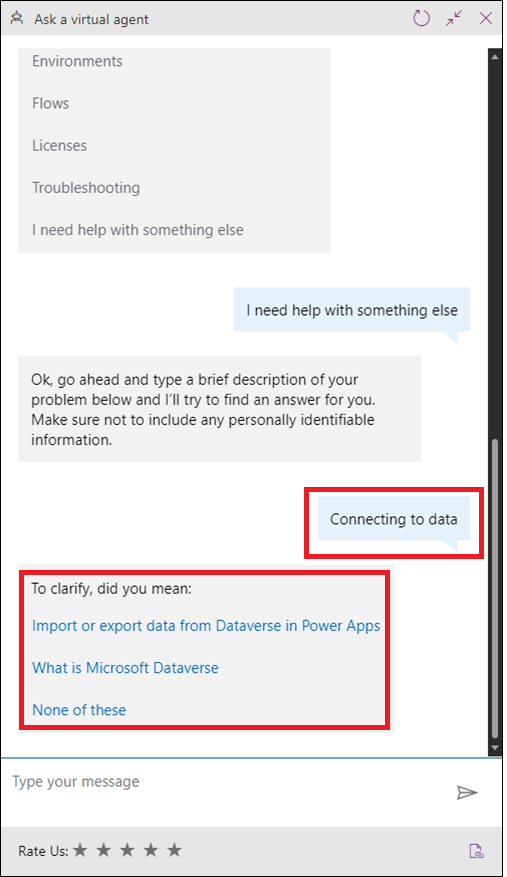 Ask a virtual agent
Environments
Flows
Licenses
Troubleshooting
I need help with something else
I need help with something else
Ok, go ahead and type a brief description of your
problem below and I'll try to find an answer for you.
Make sure not to include any personally identifiable
information.
Connecting to data
To clarify, did you mean:
Import or export data from Dataverse in Power Apps
What is Microsoft Dataverse
None of these
Type your message
Rate Us: